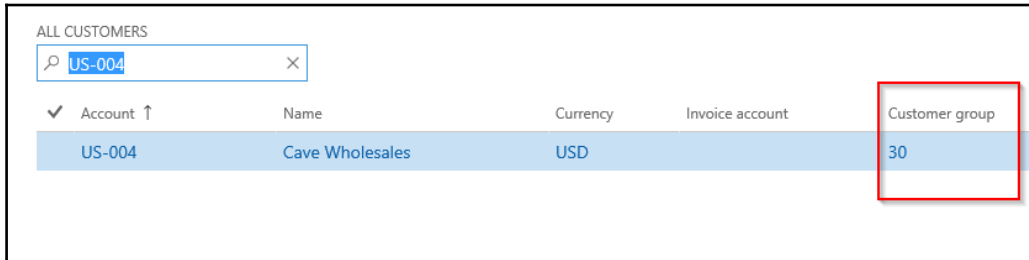 ALL CUSTOMERS
US-004
Account ↑ Name Currency Invoice account Customer group
US-004 Cave Wholesales USD 30